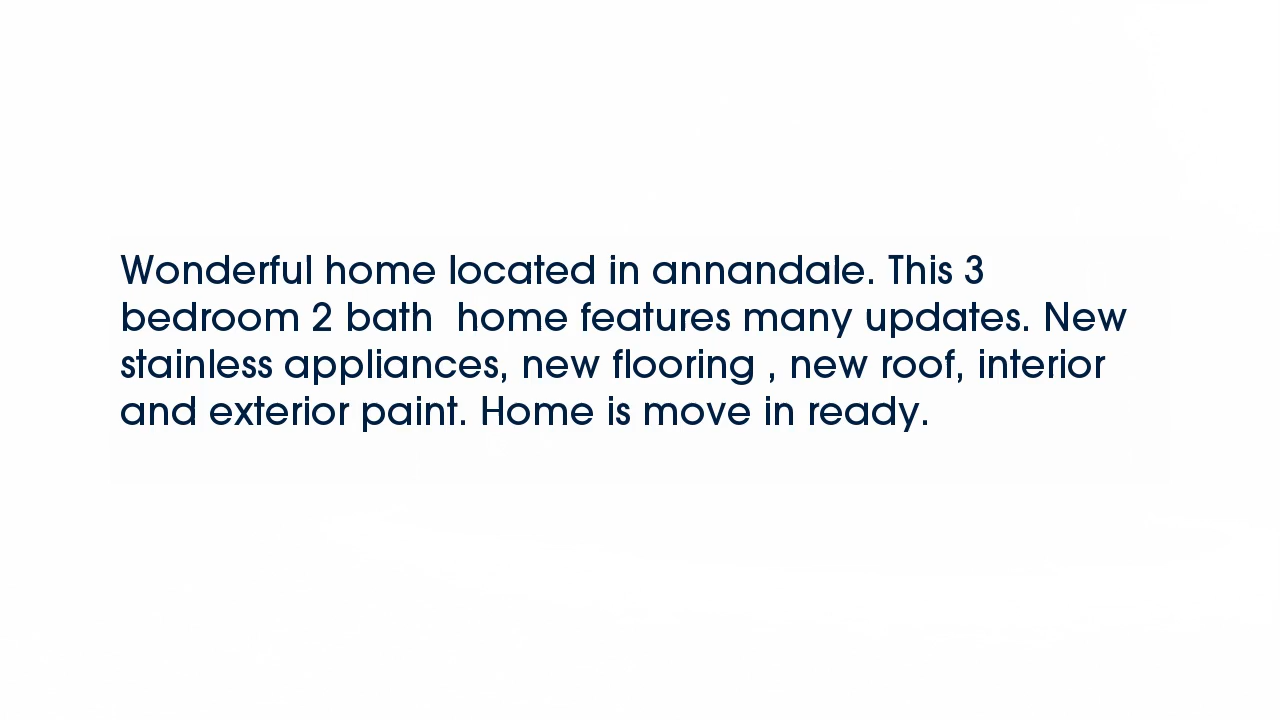 Wonderful home located in annandale. This 3
bedroom 2 bath  home features many updates. New
stainless appliances, new flooring , new roof, interior
and exterior paint. Home is move in ready.